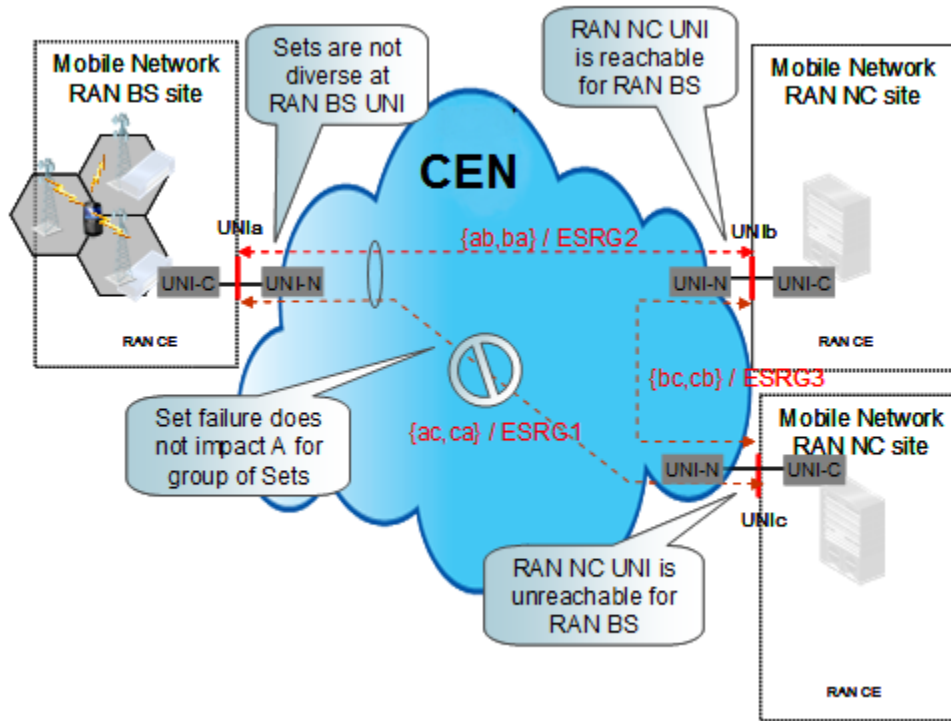 Mobile Network
RAN BS site
Sets are not
diverse at
RAN BS UNI
RAN NC UNI
is reachable
for RAN BS
Mobile Network
RAN NC site
CEN
UNIa
{ab,ba} / ESRG2
UNIb
UNI-C
UNI-N
UNI-N
UNI-C
RAN CE
RAN CE
{bc,cb} / ESRG3
Set failure does
not impact A for
group of Sets
{ac,ca} / ESRG1
Mobile Network
RAN NC site
UNI-N
UNI-C
UNIc
RAN NC UNI is
unreachable for
RAN BS
RAN CE